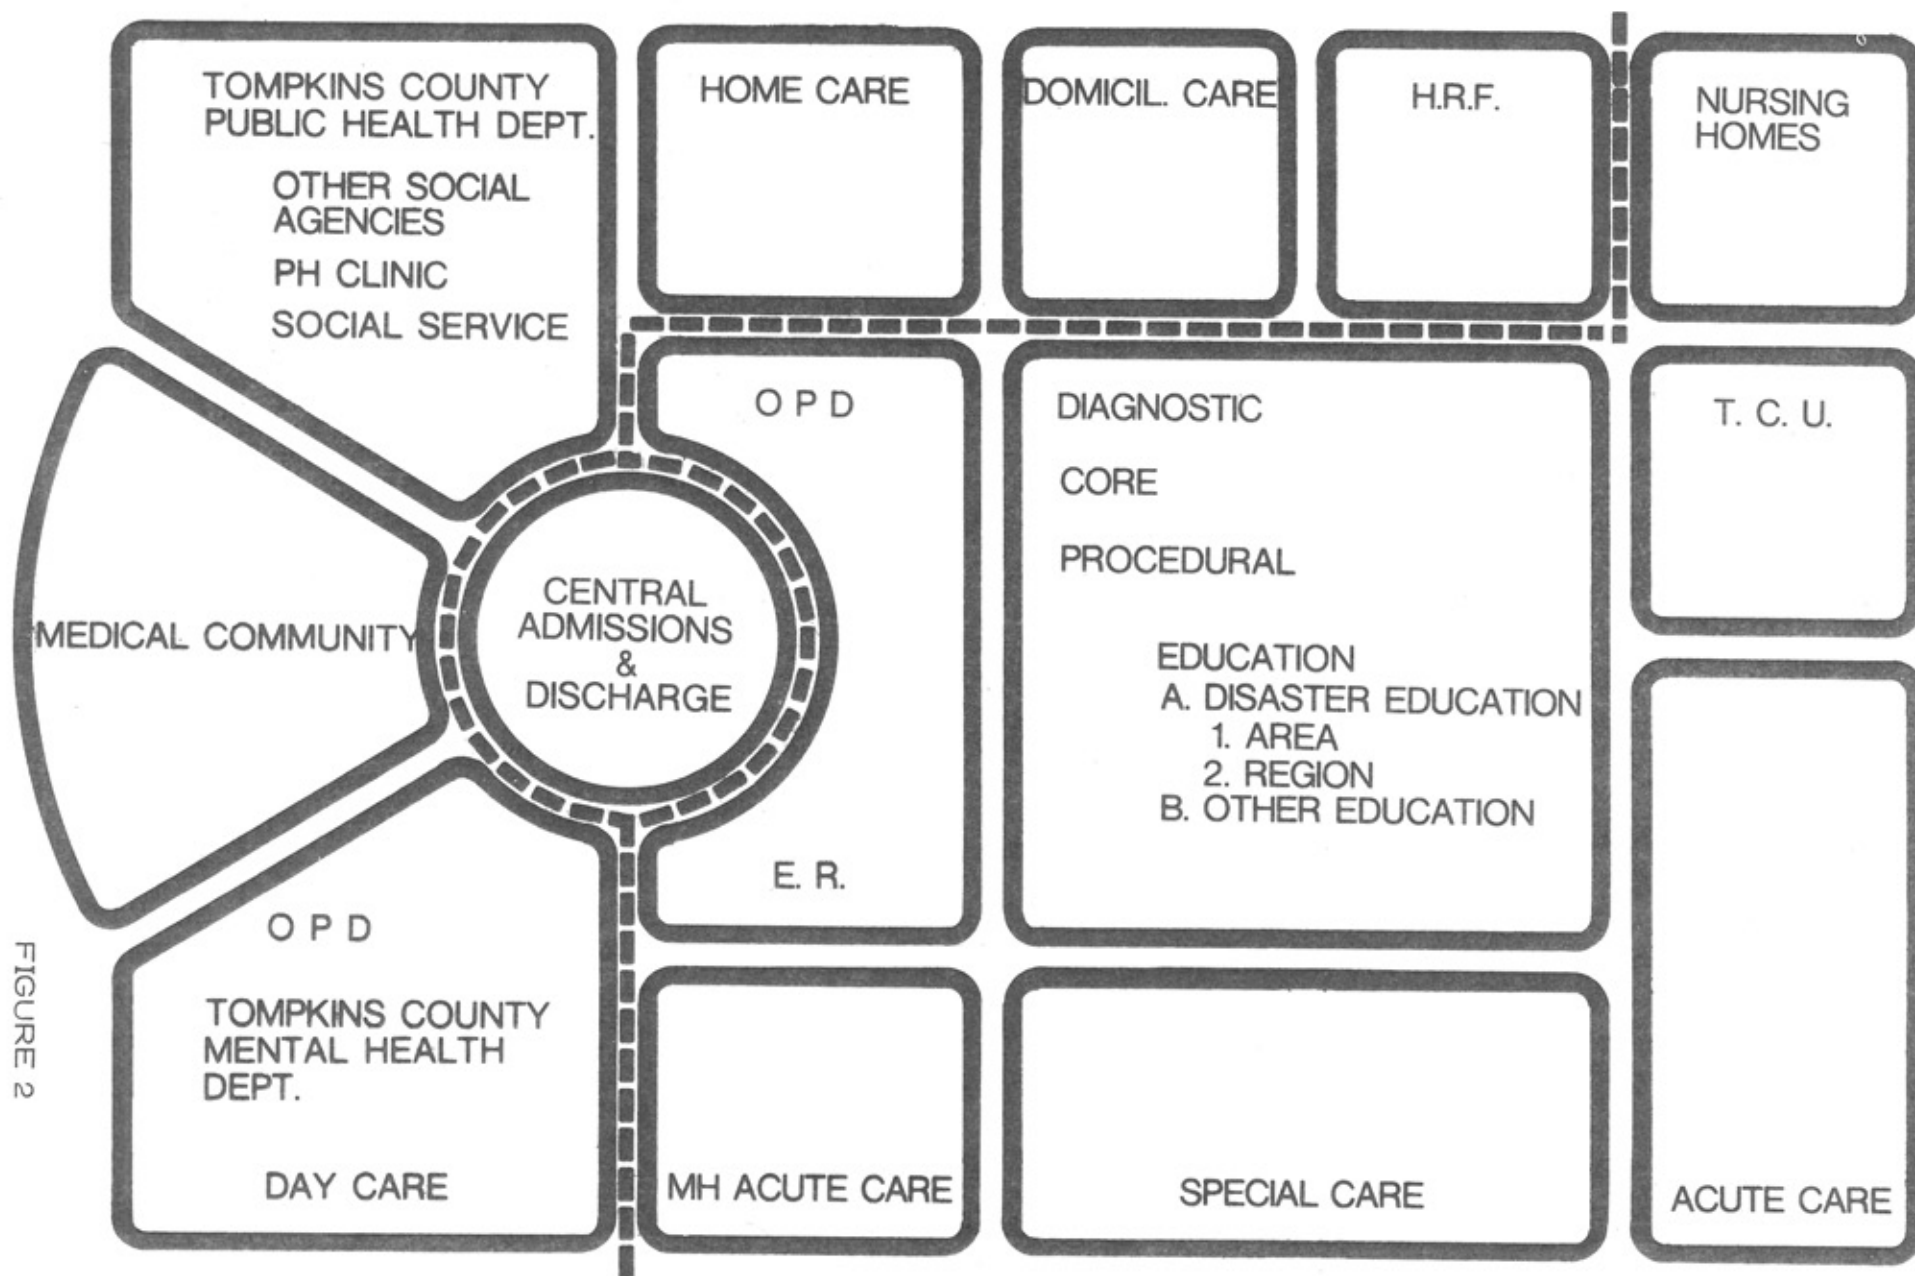 TOMPKINS COUNTY
PUBLIC HEALTH DEPT.
OTHER SOCIAL
AGENCIES
PH CLINIC
SOCIAL SERVICE
HOME CARE
DOMICIL. CARE
H.R.F.
NURSING
HOMES
MEDICAL COMMUNITY
CENTRAL
ADMISSIONS
&
DISCHARGE
O P D
E. R.
DIAGNOSTIC
CORE
PROCEDURAL
EDUCATION
A. DISASTER EDUCATION
1. AREA
2. REGION
B. OTHER EDUCATION
T. C. U.
O P D
TOMPKINS COUNTY
MENTAL HEALTH
DEPT.
DAY CARE
MH ACUTE CARE
SPECIAL CARE
ACUTE CARE
FIGURE 2